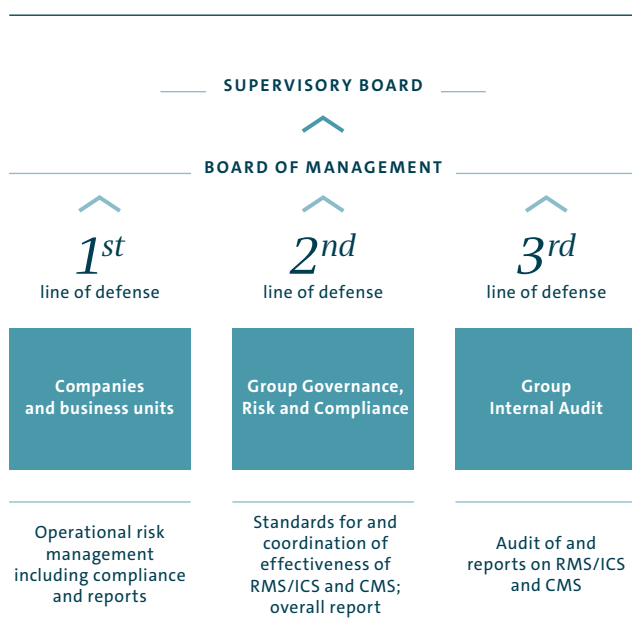 SUPERVISORY BOARD
BOARD OF MANAGEMENT
1st
line of defense
2nd
line of defense
3rd
line of defense
Companies
and business units
Group Governance,
Risk and Compliance
Group
Internal Audit
Operational risk
management
including compliance
and reports
Standards for and
coordination of
effectiveness of
RMS/ICS and CMS;
overall report
Audit of and
reports on RMS/ICS
and CMS